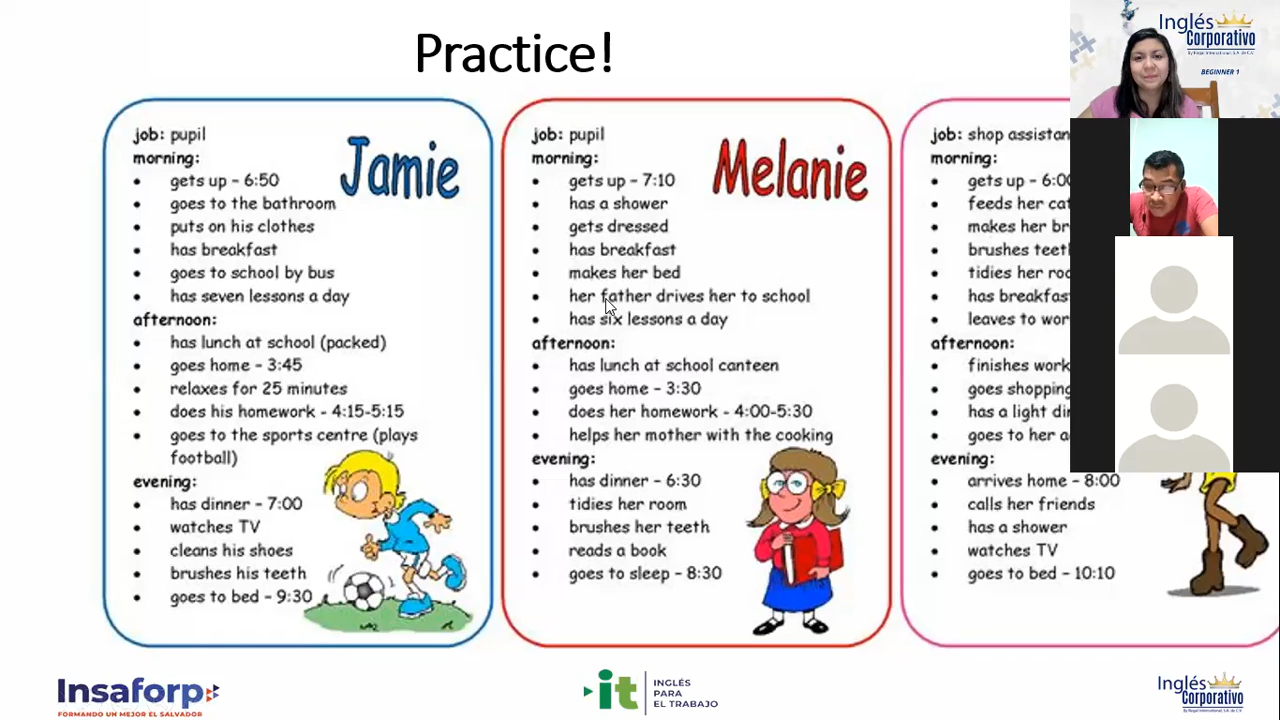 Practice!
job: pupil
Jamie
morning:
• gets up – 6:50
• goes to the bathroom
• puts on his clothes
• has breakfast
• goes to school by bus
• has seven lessons a day
afternoon:
• has lunch at school (packed)
• goes home – 3:45
• relaxes for 25 minutes
• does his homework - 4:15-5:15
• goes to the sports centre (plays
football)
evening:
• has dinner – 7:00
• watches TV
• cleans his shoes
• brushes his teeth
• goes to bed – 9:30
job: pupil
Melanie
morning:
• gets up – 7:10
• has a shower
• gets dressed
• has breakfast
• makes her bed
• her father drives her to school
• has six lessons a day
afternoon:
• has lunch at school canteen
• goes home – 3:30
• does her homework - 4:00-5:30
• helps her mother with the cooking
evening:
• has dinner – 6:30
• tidies her room
• brushes her teeth
• reads a book
• goes to sleep – 8:30
job: shop
morning:
• gets up –
• feeds her
• makes her
• brushes
• tidies her
• has
• leaves to
afternoon:
• finishes work
• goes shopping
• has a light
• goes to her
evening:
• arrives home – 8:00
• calls her friends
• has a shower
• watches TV
• goes to bed – 10:10
Inglés
Corporativo
BEGINNER 1
Insaforp
FORMANDO UN MEJOR EL SALVADOR
it
INGLÉS
PARA
EL TRABAJO
Inglés
Corporativo